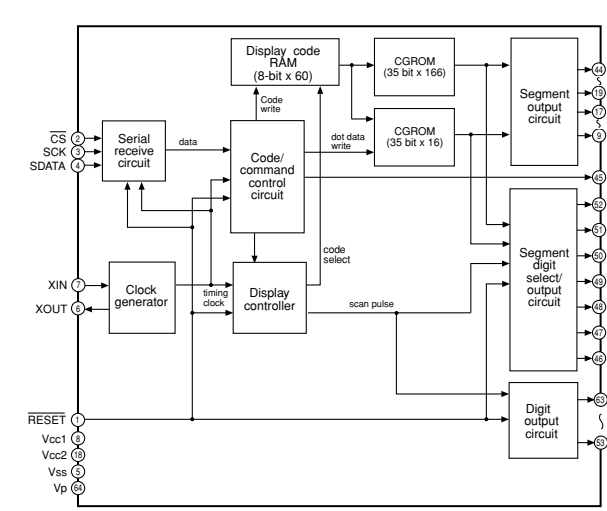 Display code
RAM
(8-bit x 60)
CGROM
(35 bit x 166)
Segment
output
circuit
44
19
17
9
Code
write
CS 2
SCK 3
SDATA 4
Serial
receive
circuit
data
Code/
command
control
circuit
dot data
write
CGROM
(35 bit x 16)
45
52
51
50
49
48
47
46
Segment
digit
select/
output
circuit
code
select
XIN 7
XOUT 6
Clock
generator
timing
clock
Display
controller
scan pulse
RESET 1
Vcc1 8
Vcc2 18
Vss 5
Vp 64
Digit
output
circuit
63
53